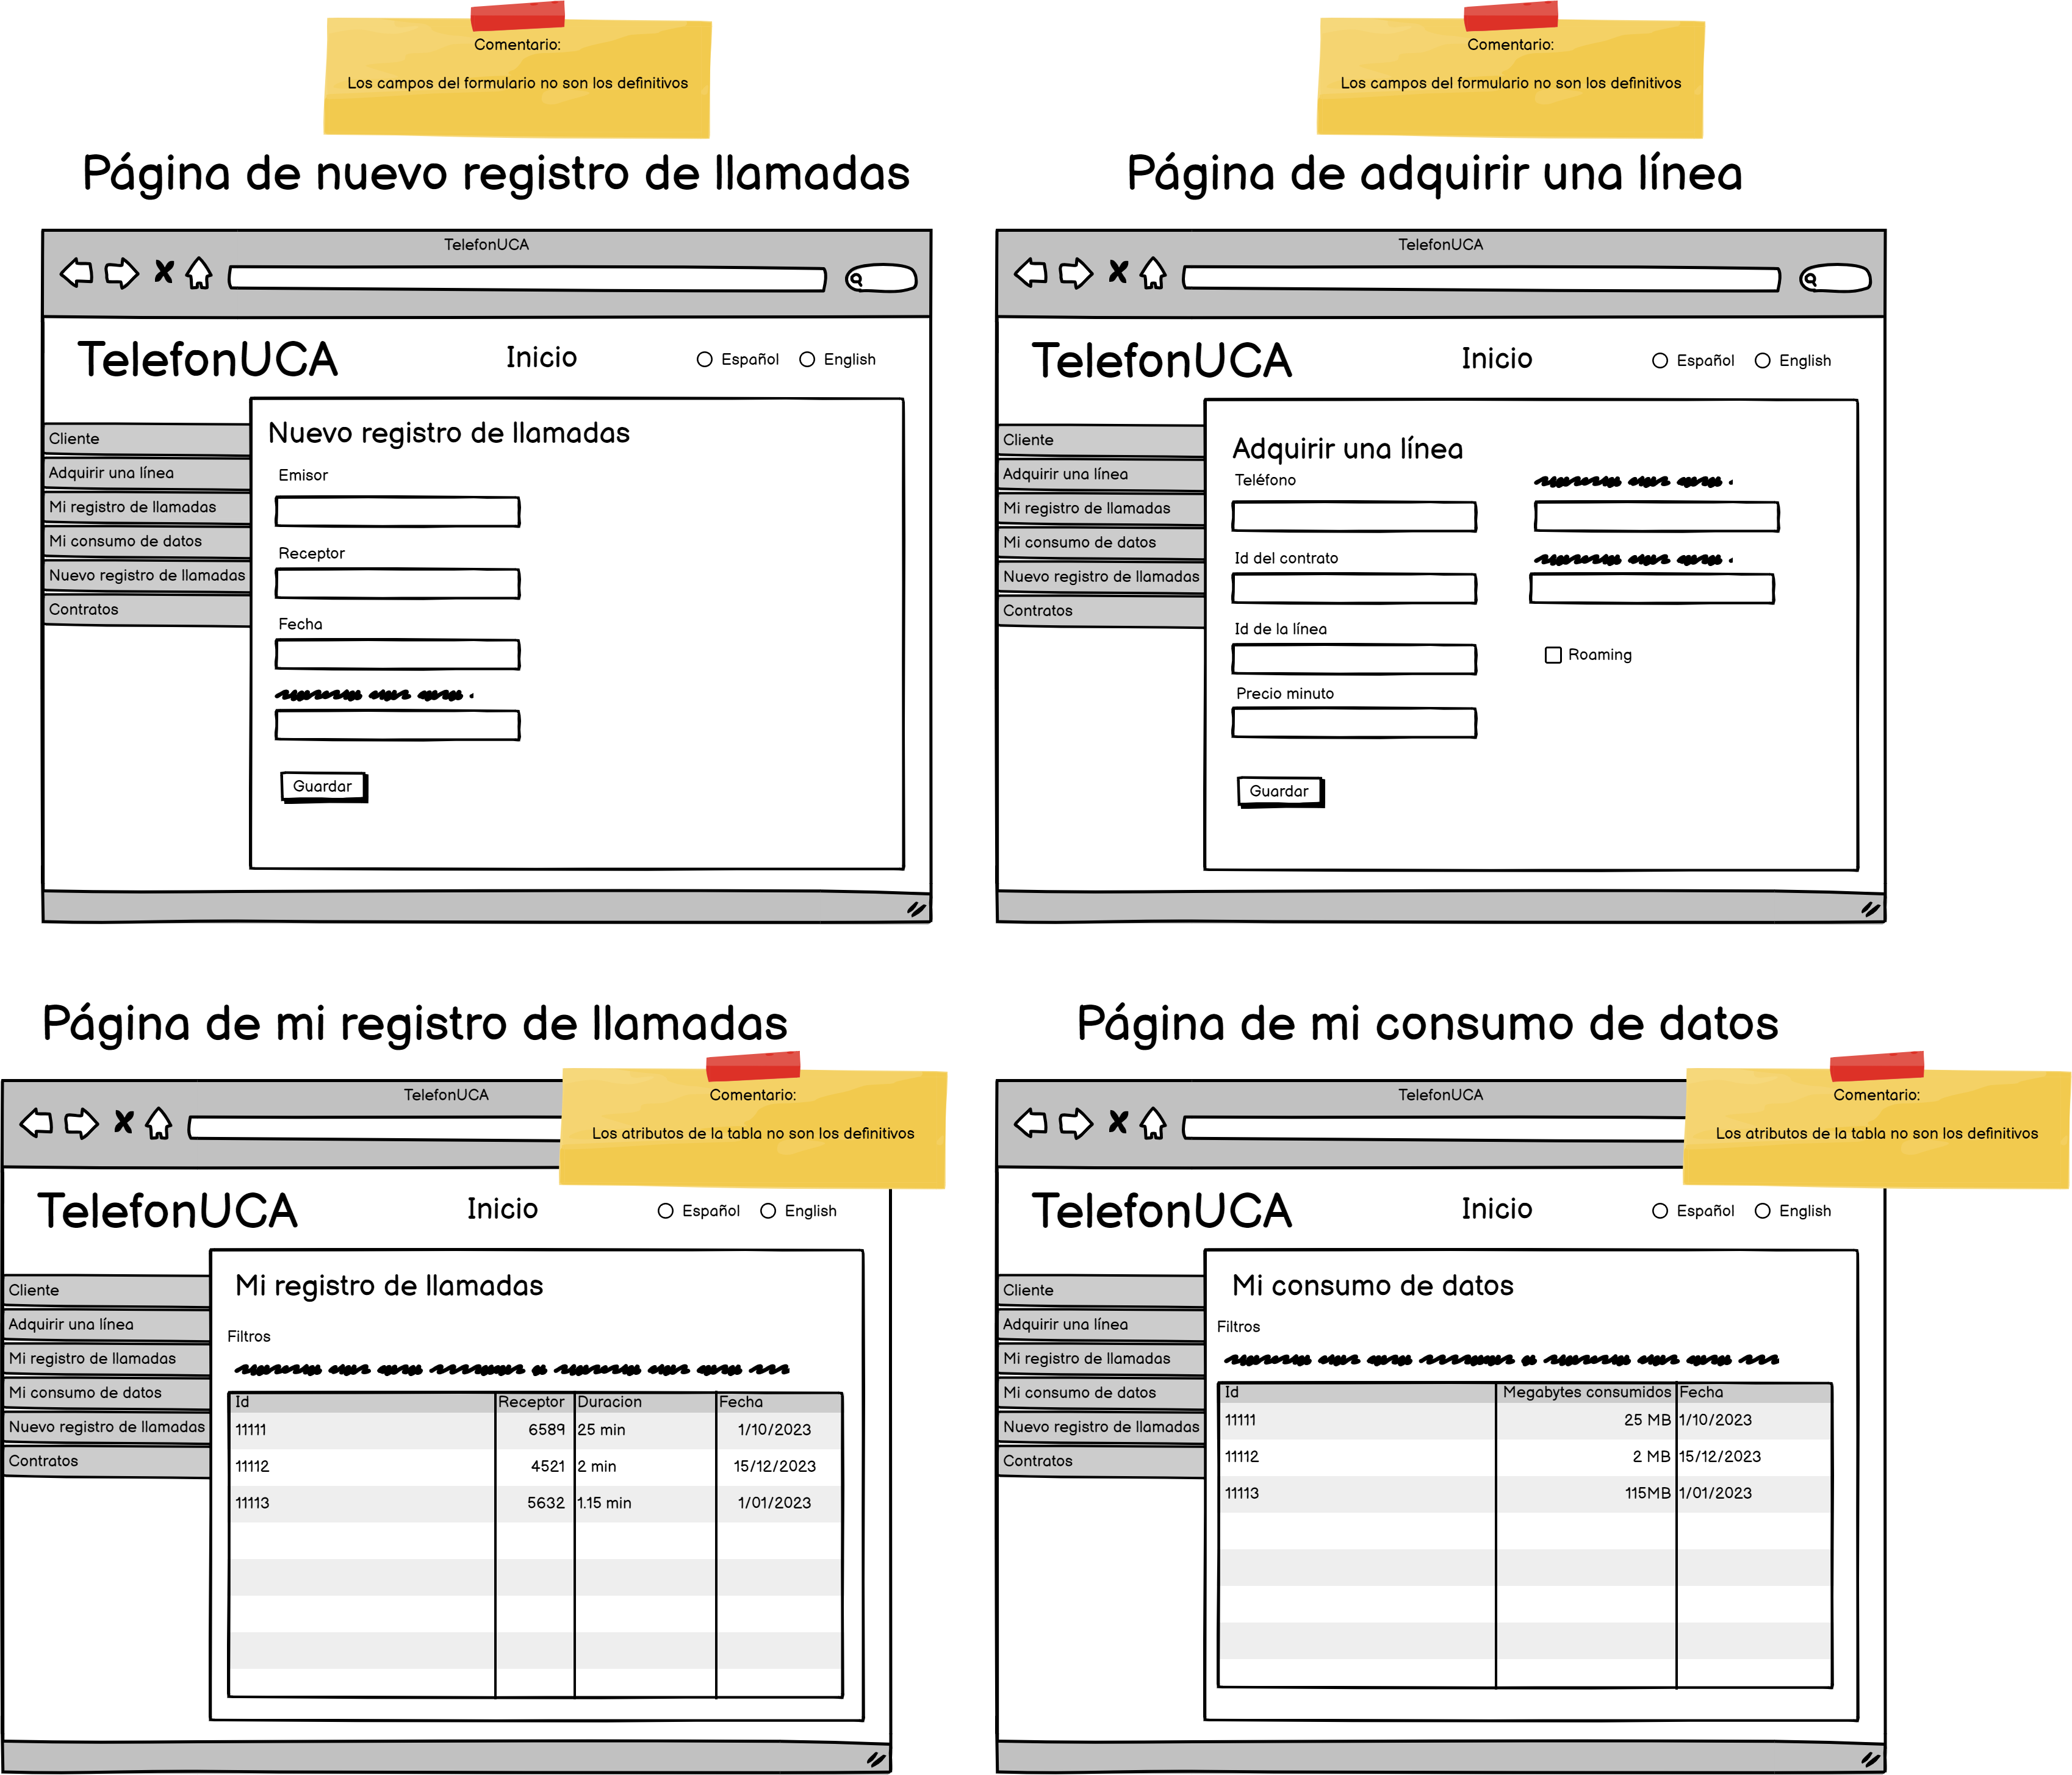 Comentario:
Los campos del formulario no son los definitivos
Página de nuevo registro de llamadas
TelefonUCA
TelefonUCA
Inicio
Español
English
Cliente
Adquirir una línea
Mi registro de llamadas
Mi consumo de datos
Nuevo registro de llamadas
Contratos
Nuevo registro de llamadas
Emisor
Receptor
Fecha
Guardar
Comentario:
Los campos del formulario no son los definitivos
Página de adquirir una línea
TelefonUCA
TelefonUCA
Inicio
Español
English
Cliente
Adquirir una línea
Mi registro de llamadas
Mi consumo de datos
Nuevo registro de llamadas
Contratos
Adquirir una línea
Teléfono
Id del contrato
Id de la línea
Roaming
Precio minuto
Guardar
Página de mi registro de llamadas
Comentario:
Los atributos de la tabla no son los definitivos
TelefonUCA
TelefonUCA
Inicio
Español
English
Cliente
Adquirir una línea
Mi registro de llamadas
Mi consumo de datos
Nuevo registro de llamadas
Contratos
Mi registro de llamadas
Filtros
Id Receptor Duracion Fecha
11111 6589 25 min 1/10/2023
11112 4521 2 min 15/12/2023
11113 5632 1.15 min 1/01/2023
Página de mi consumo de datos
Comentario:
Los atributos de la tabla no son los definitivos
TelefonUCA
TelefonUCA
Inicio
Español
English
Cliente
Adquirir una línea
Mi registro de llamadas
Mi consumo de datos
Nuevo registro de llamadas
Contratos
Mi consumo de datos
Filtros
Id Megabytes consumidos Fecha
11111 25 MB 1/10/2023
11112 2 MB 15/12/2023
11113 115MB 1/01/2023